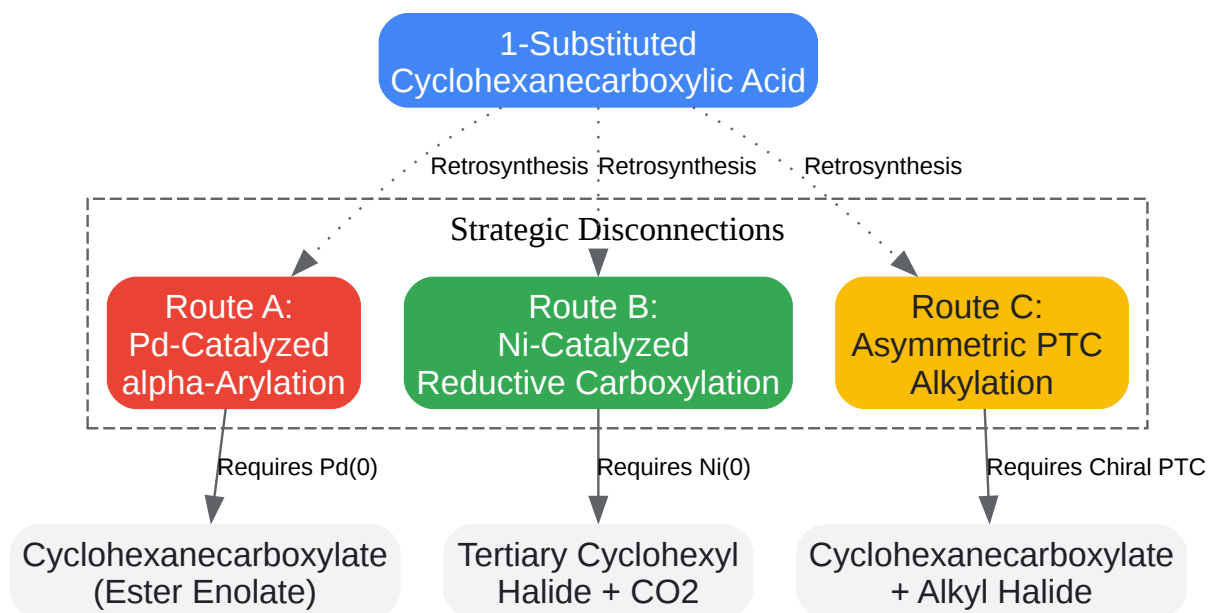 1-Substituted
Cyclohexanecarboxylic Acid
Retrosynthesis
Retrosynthesis
Retrosynthesis
Strategic Disconnections
Route A:
Pd-Catalyzed
alpha-Arylation
Route B:
Ni-Catalyzed
Reductive Carboxylation
Route C:
Asymmetric PTC
Alkylation
Requires Pd(0)
Requires Ni(0)
Requires Chiral PTC
Cyclohexanecarboxylate
(Ester Enolate)
Tertiary Cyclohexyl
Halide + CO2
Cyclohexanecarboxylate
+ Alkyl Halide